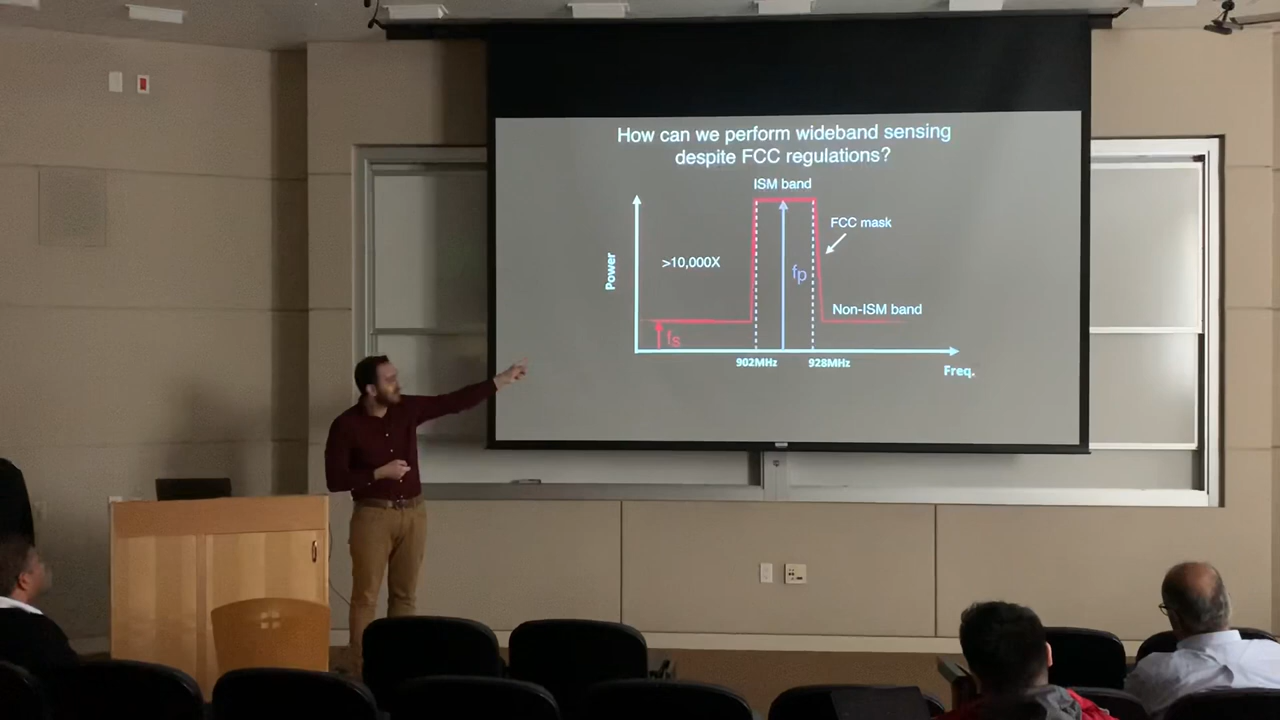 How can we perform wideband sensing
despite FCC regulations?
ISM band
FCC mask
Power
>10,000X
fp
Non-ISM band
fs
902MHz
928MHz
Freq.